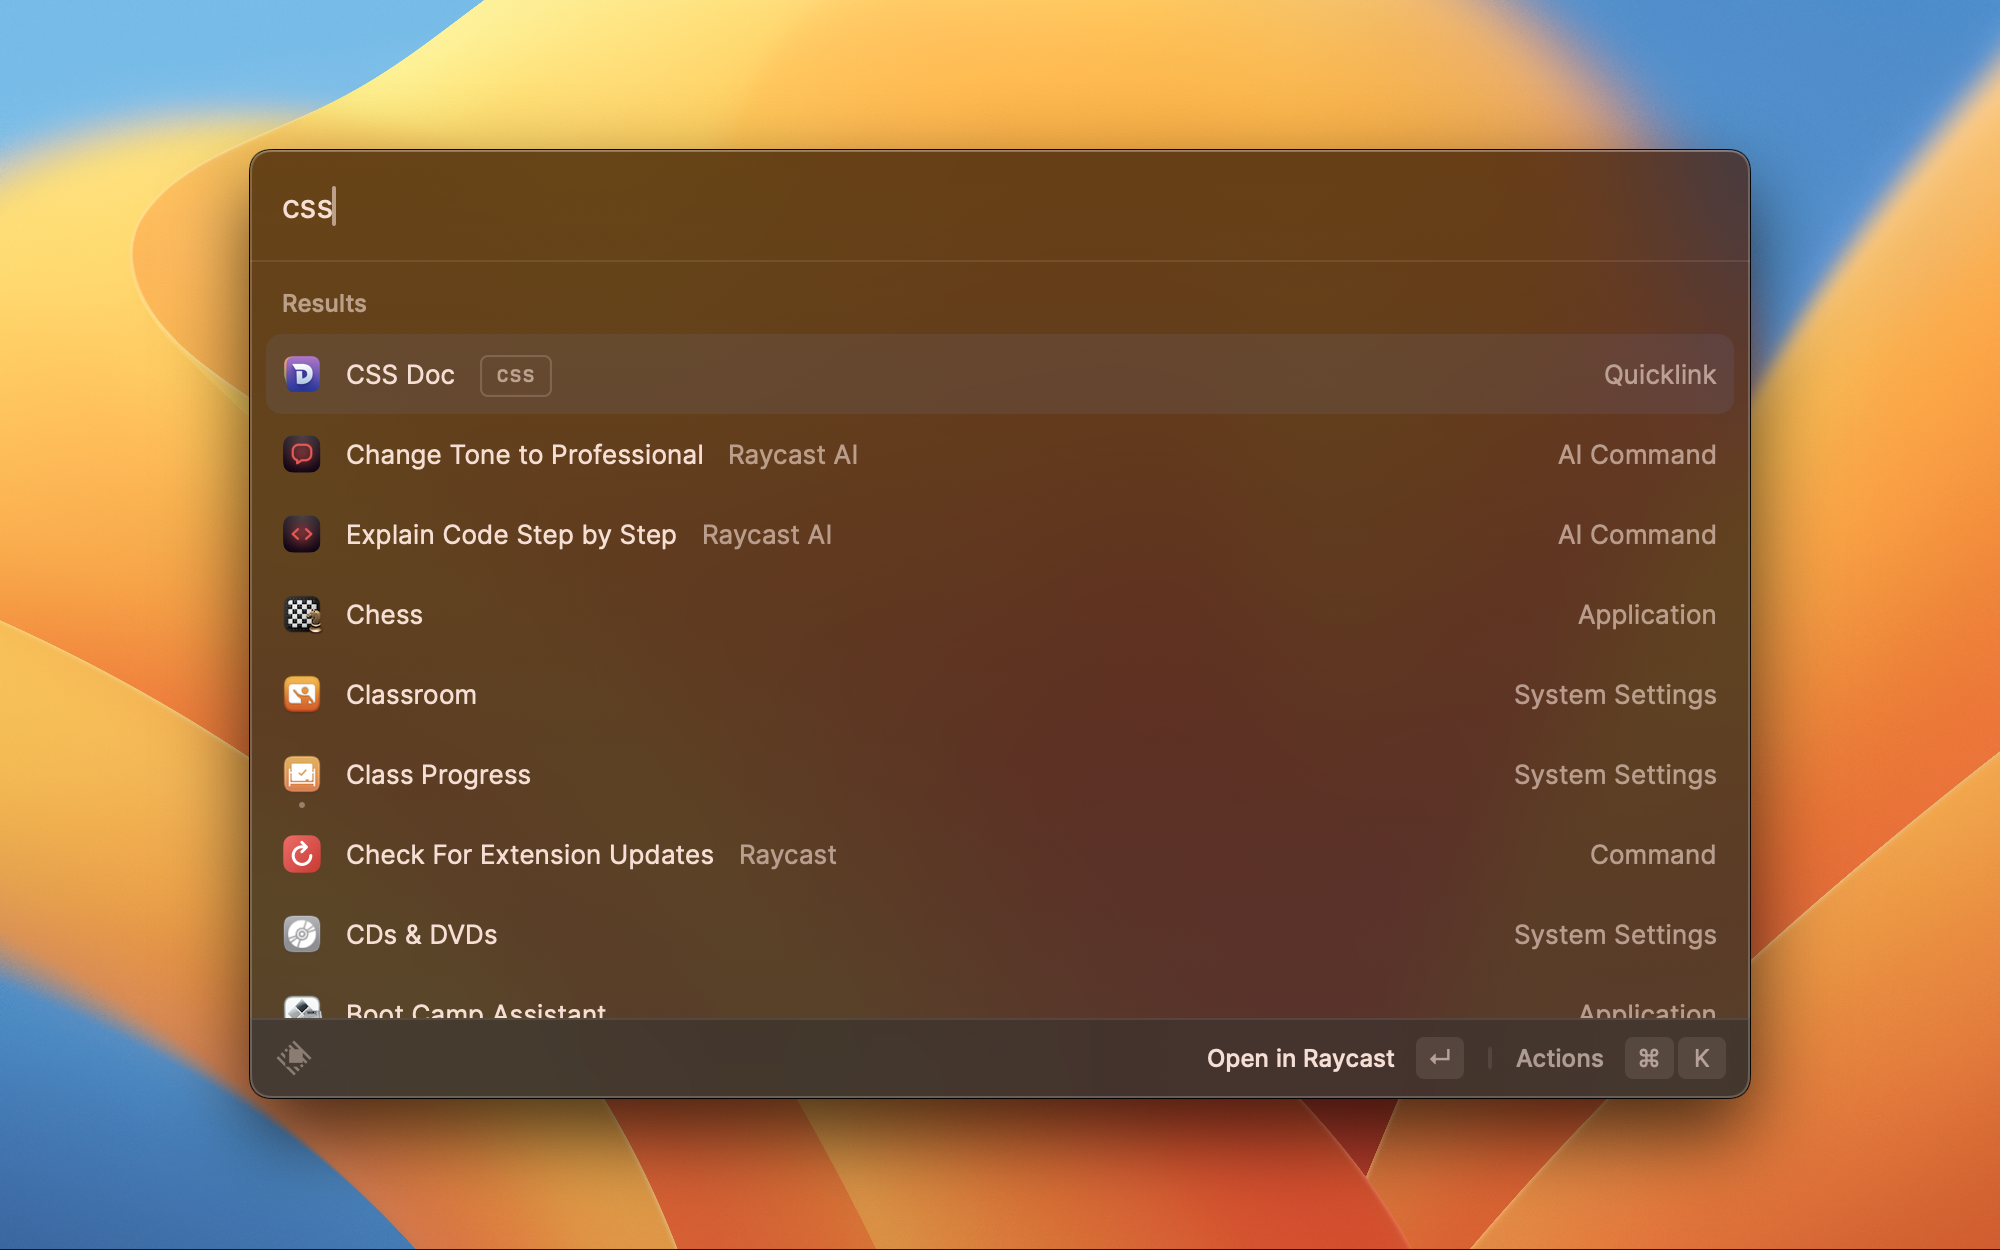 css
Results
CSS Doc css Quicklink
Change Tone to Professional Raycast AI AI Command
Explain Code Step by Step Raycast AI AI Command
Chess Application
Classroom System Settings
Class Progress System Settings
Check For Extension Updates Raycast Command
CDs & DVDs System Settings
Boot Camp Assistant Application
Open in Raycast ↵ Actions ⌘ K